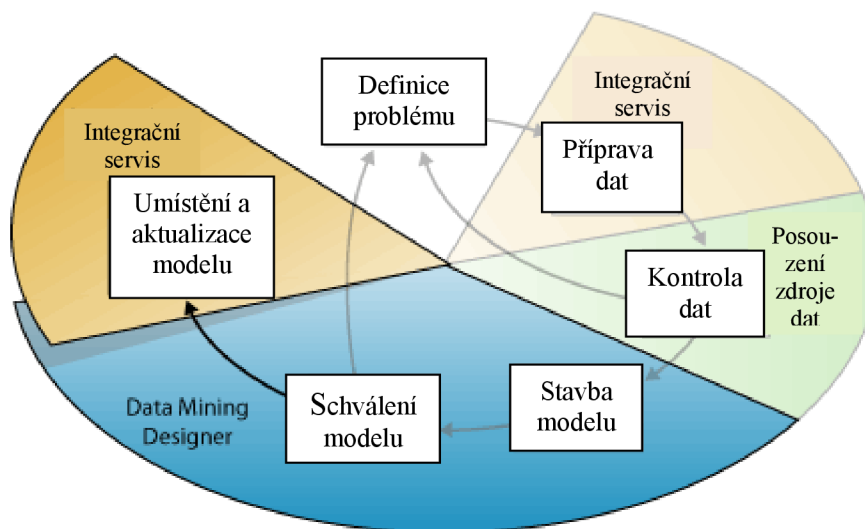 Definice
problému
Integrační
servis
Příprava
dat
Posou-
zení
zdroje
dat
Kontrola
dat
Stavba
modelu
Schválení
modelu
Data Mining
Designer
Integrační
servis
Umístění a
aktualizace
modelu